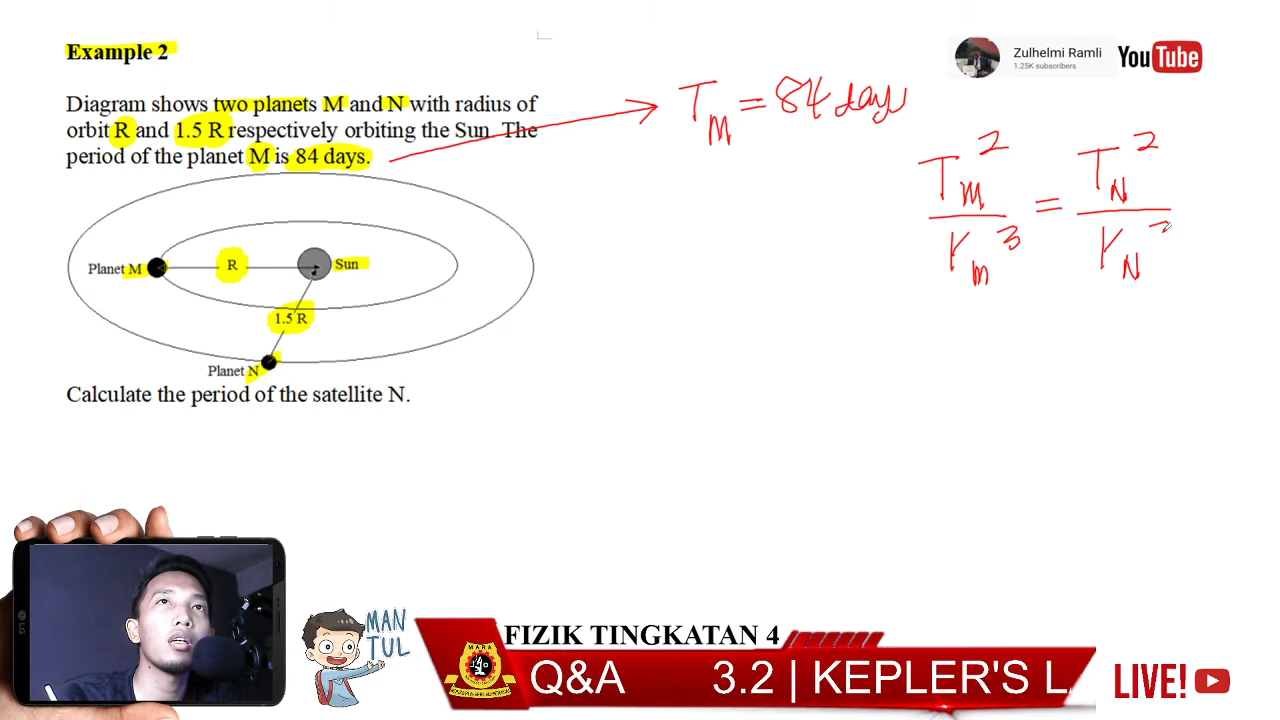 Example 2
Zulhelmi Ramli
1.25K subscribers
YouTube
Diagram shows two planets M and N with radius of
orbit R and 1.5 R respectively orbiting the Sun. The
period of the planet M is 84 days.
T_M = 84 days
T_M^2 / r_m^3 = T_N^2 / r_N
Planet M
R
Sun
1.5 R
Planet N
Calculate the period of the satellite N.
LG
MAN
TUL
MARA
FIZIK TINGKATAN 4
Q&A 3.2 | KEPLER'S L
LIVE!